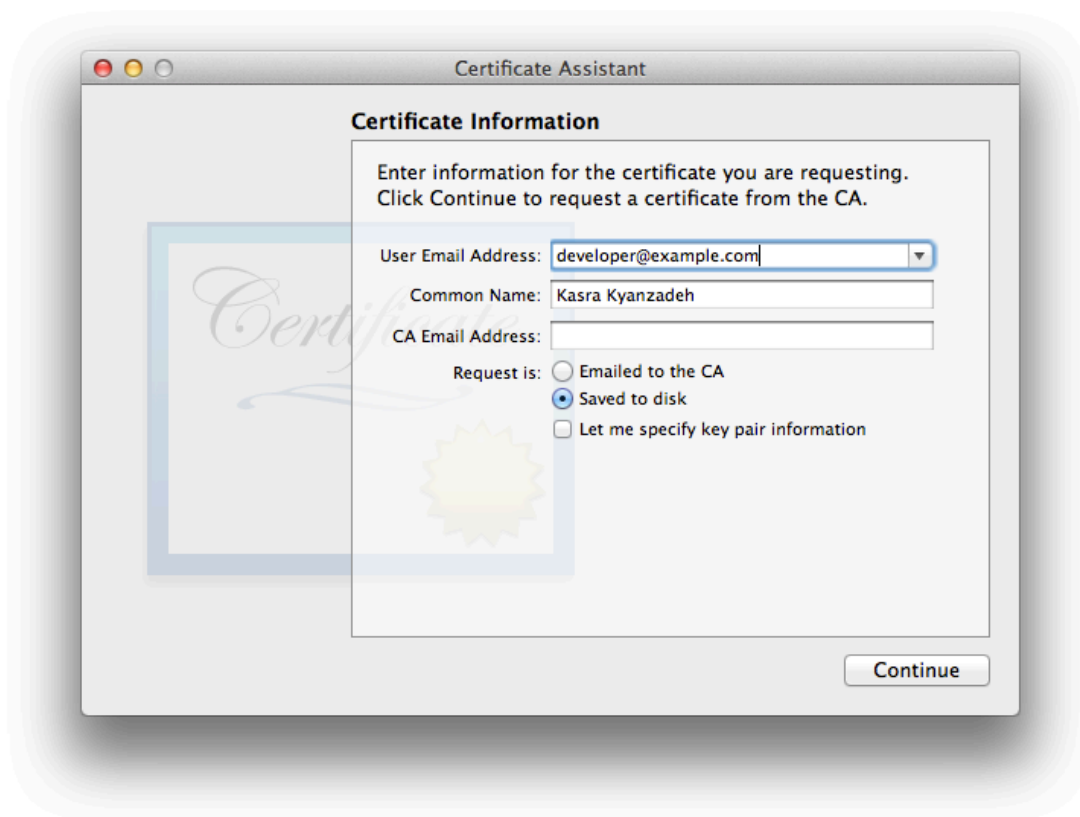 Certificate Assistant
Certificate Information
Enter information for the certificate you are requesting.
Click Continue to request a certificate from the CA.
User Email Address: developer@example.com
Common Name: Kasra Kyanzadeh
Certificate
CA Email Address:
Request is: Emailed to the CA
Saved to disk
Let me specify key pair information
Continue